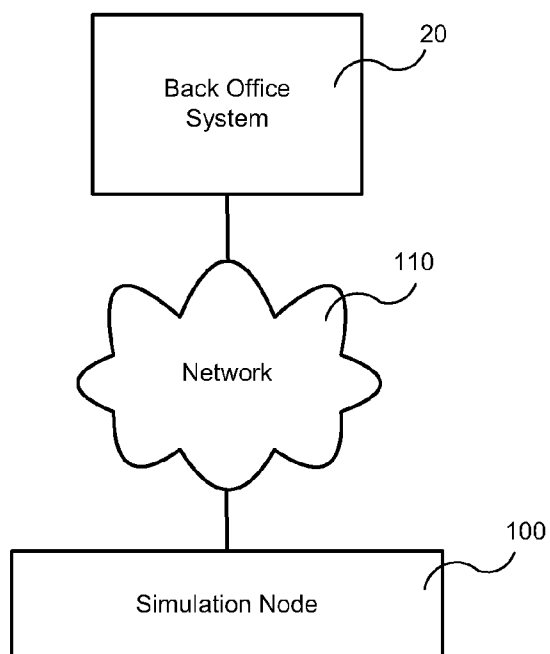 20
Back Office
System
110
Network
100
Simulation Node